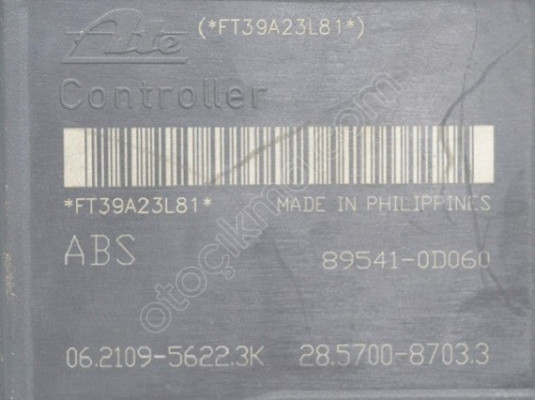 Ate (*FT39A23L81*)
Controller
*FT39A23L81* MADE IN PHILIPPINES
ABS 89541-0D060
06.2109-5622.3K 28.5700-8703.3
otoçıkmo.com